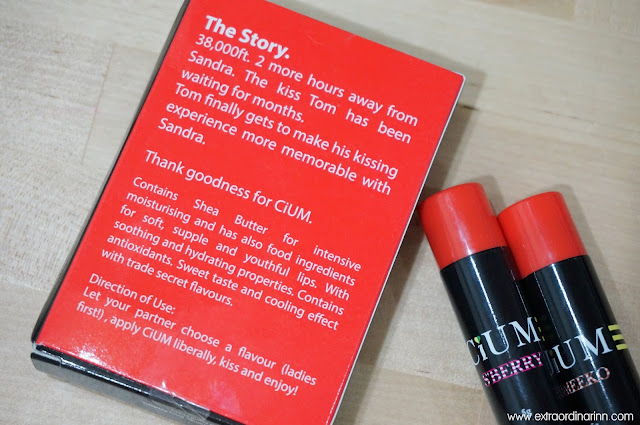 The Story.
38,000ft. 2 more hours away from
Sandra. The kiss Tom has been
waiting for months.
Tom finally gets to make his kissing
experience more memorable with
Sandra.
Thank goodness for CiUM.
Contains Shea Butter for intensive
moisturising and has also food ingredients
for soft, supple and youthful lips. With
soothing and hydrating properties. Contains
antioxidants. Sweet taste and cooling effect
with trade secret flavours.
Direction of Use:
Let your partner choose a flavour (ladies
first!) , apply CiUM liberally, kiss and enjoy!
CiUM
S'BERRY
iUM
EEKO
www.extraordinarinn.com